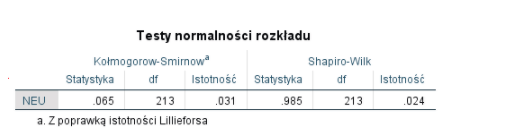 Testy normalności rozkładu
Kołmogorow-Smirnowa Shapiro-Wilk
Statystyka df Istotność Statystyka df Istotność
NEU .065 213 .031 .985 213 .024
a. Z poprawką istotności Lillieforsa